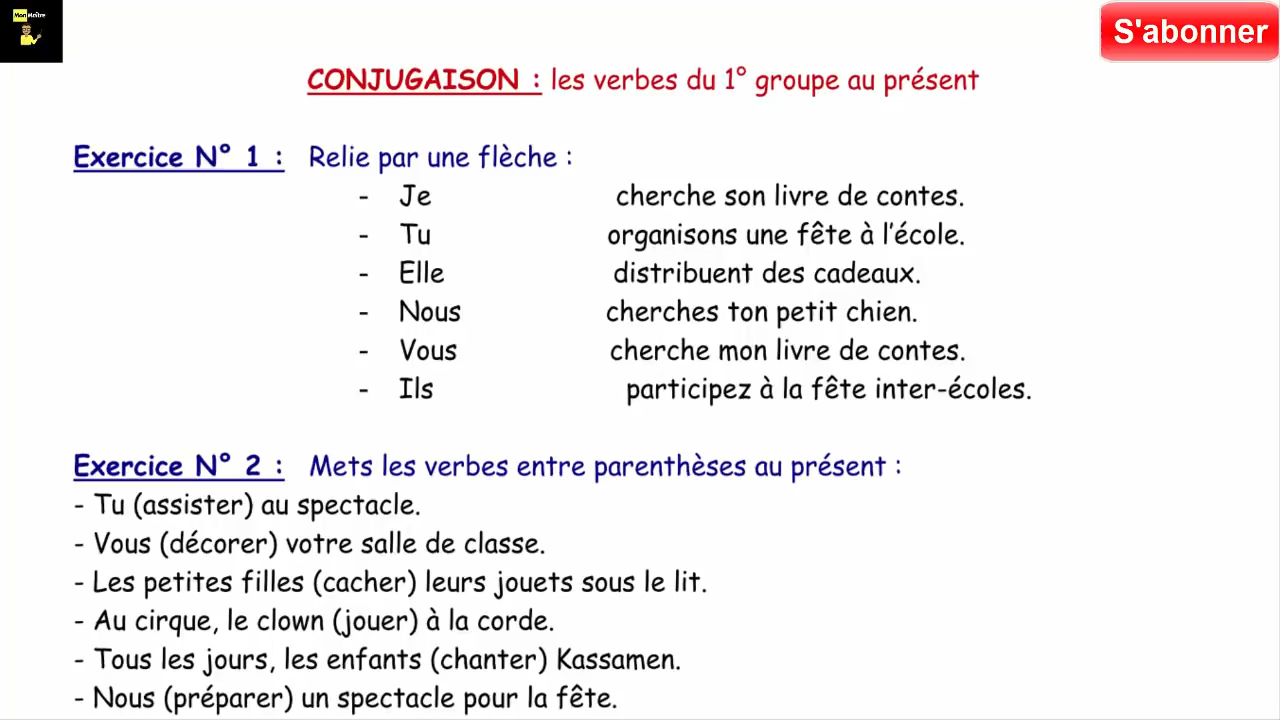 Mon Maître
S'abonner
CONJUGAISON : les verbes du 1° groupe au présent
Exercice N° 1 : Relie par une flèche :
- Je cherche son livre de contes.
- Tu organisons une fête à l'école.
- Elle distribuent des cadeaux.
- Nous cherches ton petit chien.
- Vous cherche mon livre de contes.
- Ils participez à la fête inter-écoles.
Exercice N° 2 : Mets les verbes entre parenthèses au présent :
- Tu (assister) au spectacle.
- Vous (décorer) votre salle de classe.
- Les petites filles (cacher) leurs jouets sous le lit.
- Au cirque, le clown (jouer) à la corde.
- Tous les jours, les enfants (chanter) Kassamen.
- Nous (préparer) un spectacle pour la fête.